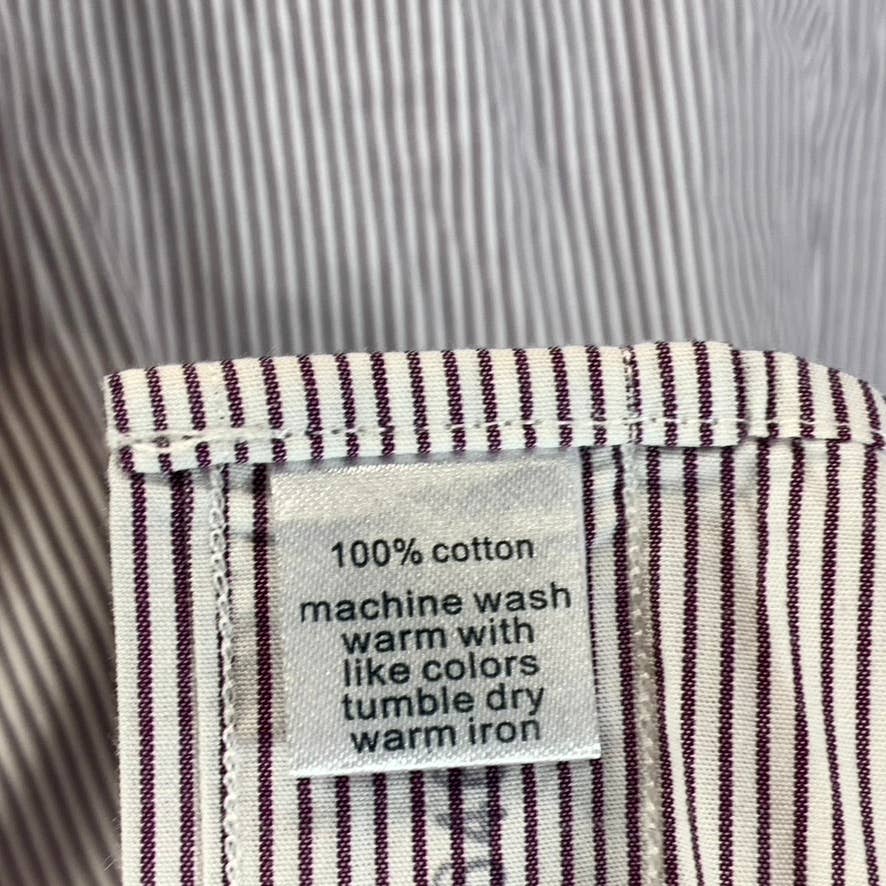 100% cotton
machine wash
warm with
like colors
tumble dry
warm iron